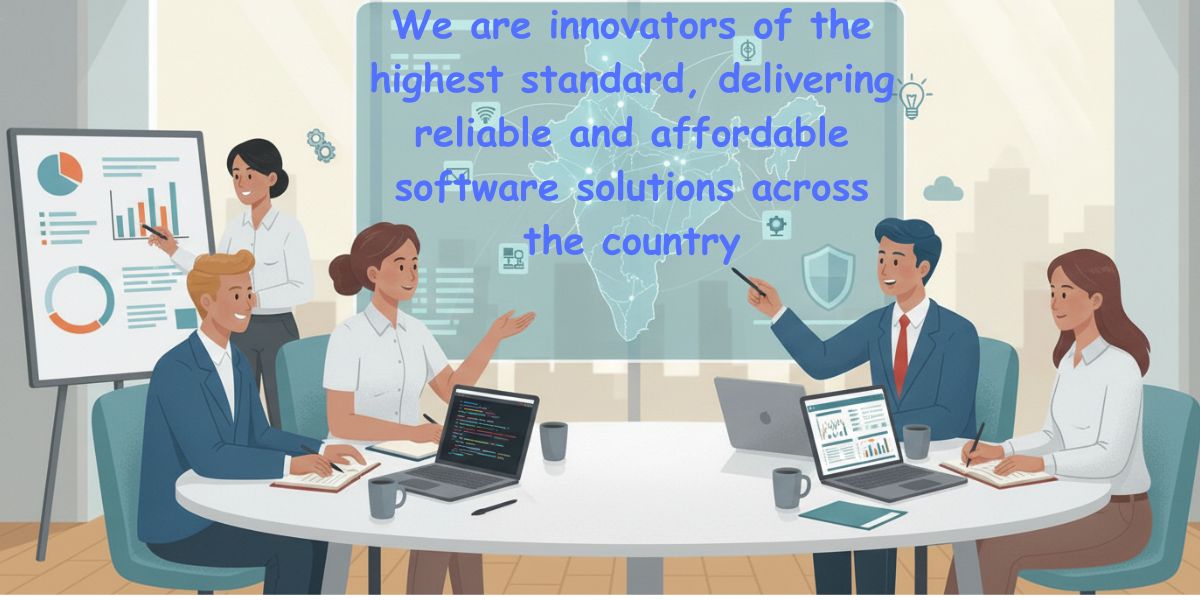 We are innovators of the
highest standard, delivering
reliable and affordable
software solutions across
the country